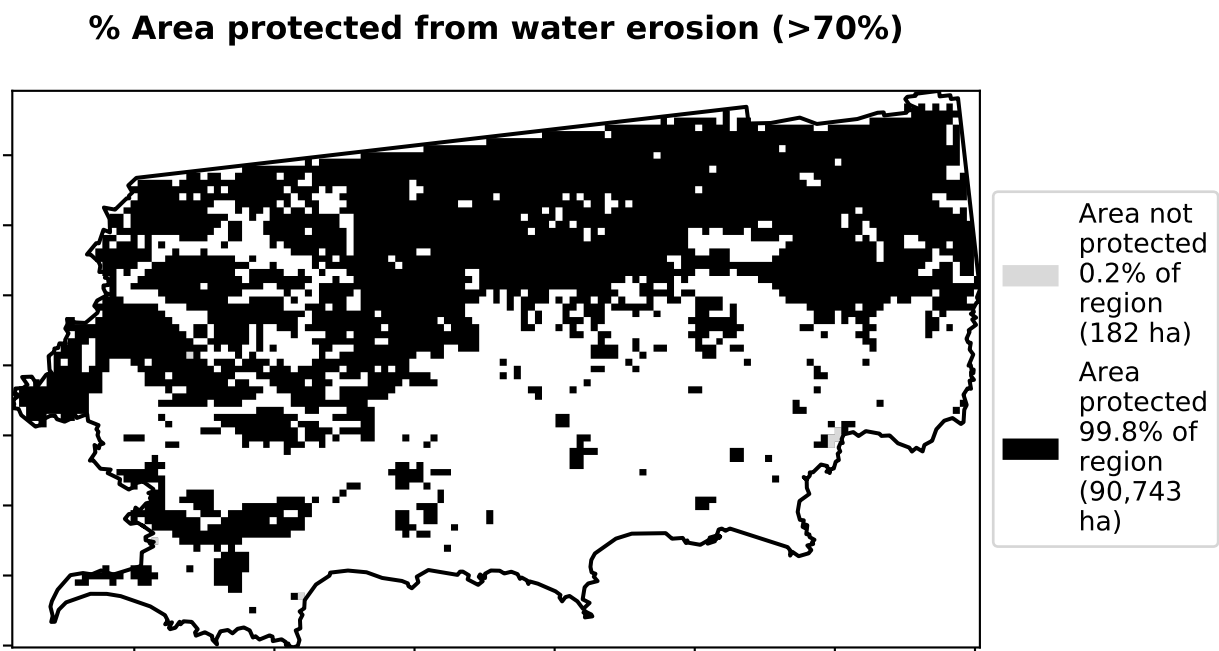 % Area protected from water erosion (>70%)
Area not
protected
0.2% of
region
(182 ha)
Area
protected
99.8% of
region
(90,743
ha)